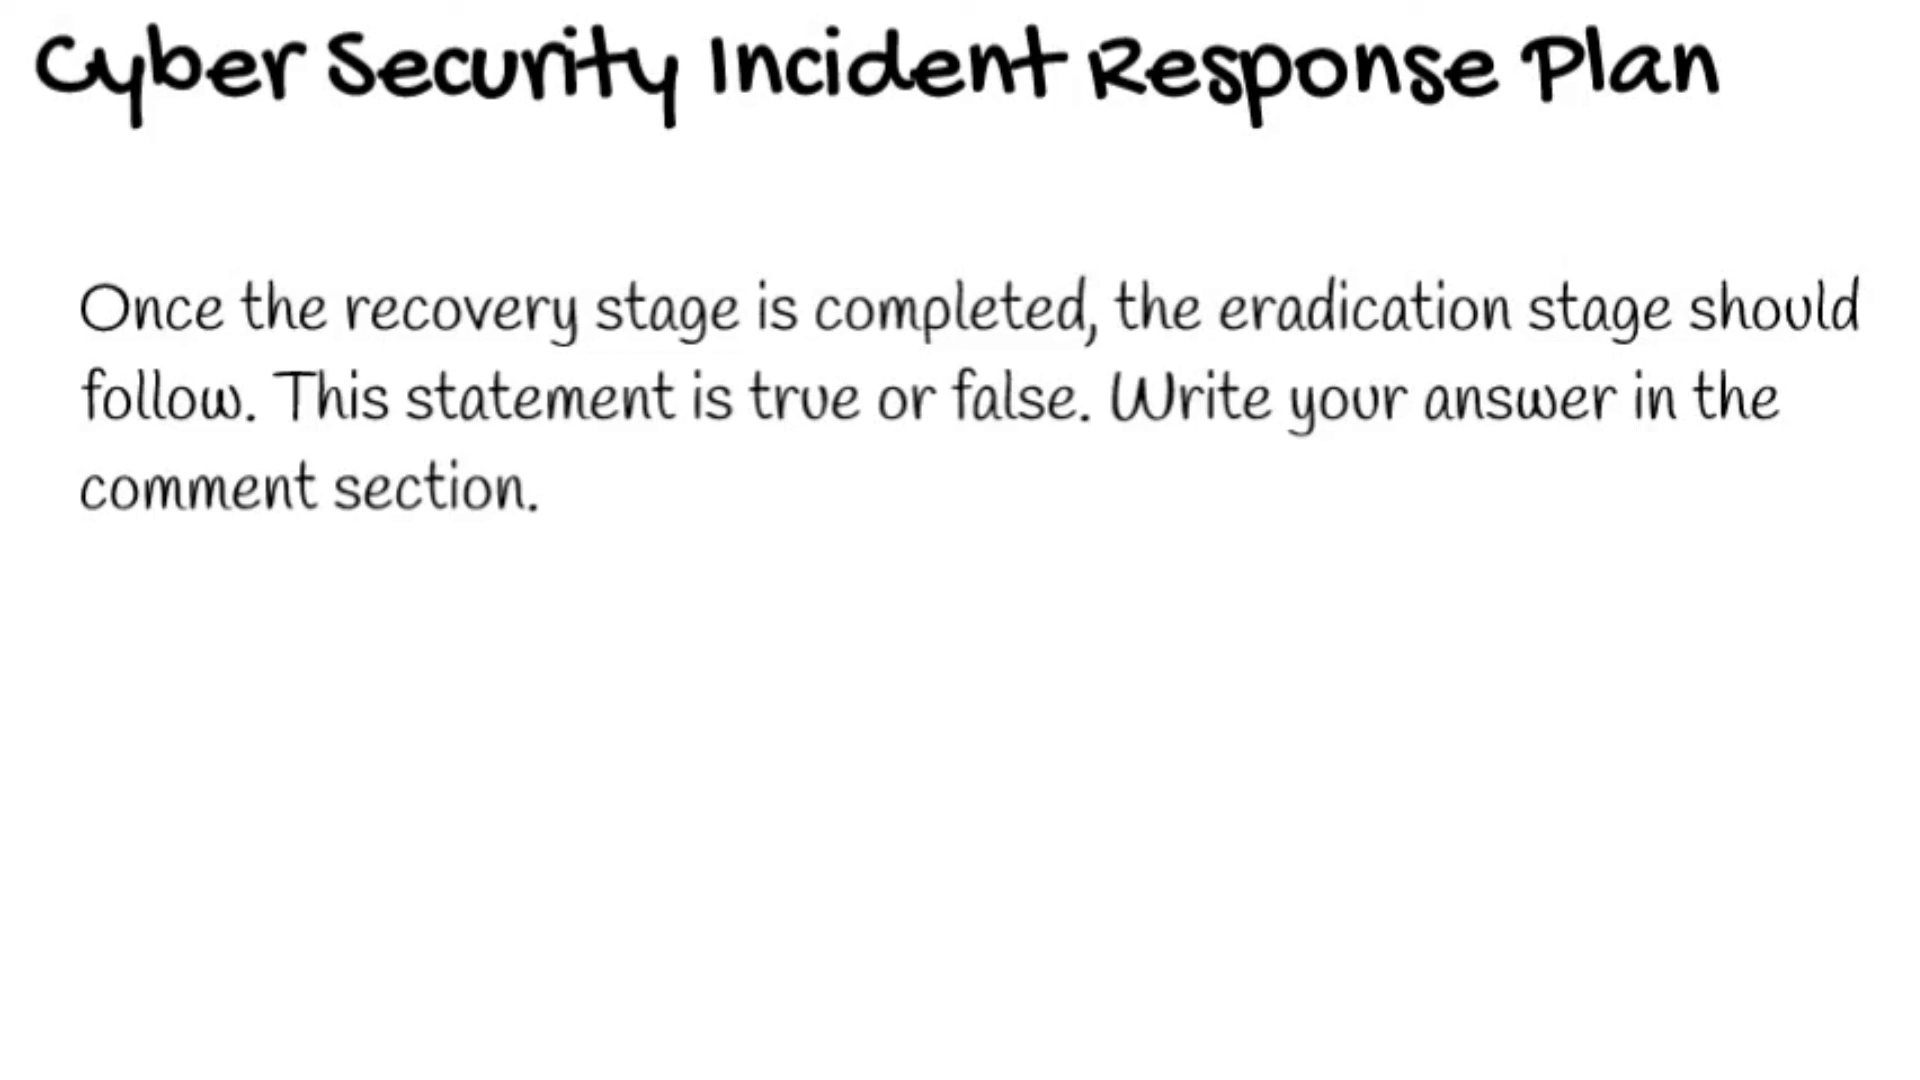 Cyber Security Incident Response Plan
Once the recovery stage is completed, the eradication stage should
follow. This statement is true or false. Write your answer in the
comment section.